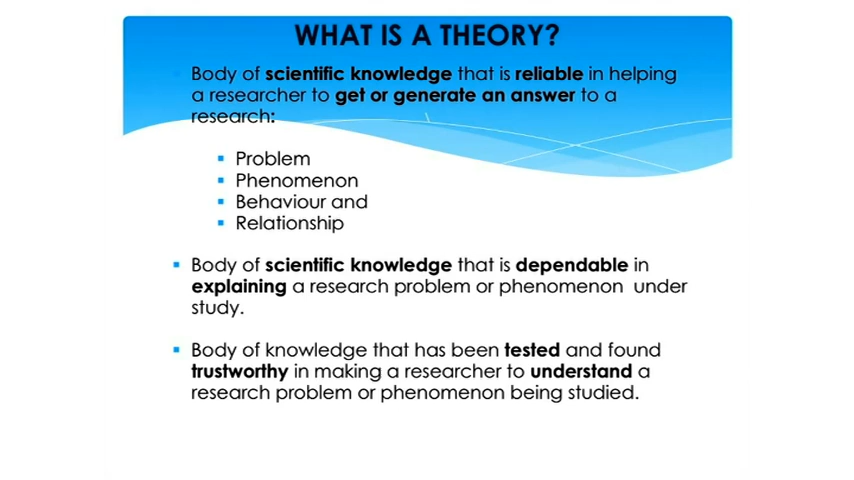 WHAT IS A THEORY?
Body of scientific knowledge that is reliable in helping
a researcher to get or generate an answer to a
research:
Problem
Phenomenon
Behaviour and
Relationship
Body of scientific knowledge that is dependable in
explaining a research problem or phenomenon under
study.
Body of knowledge that has been tested and found
trustworthy in making a researcher to understand a
research problem or phenomenon being studied.